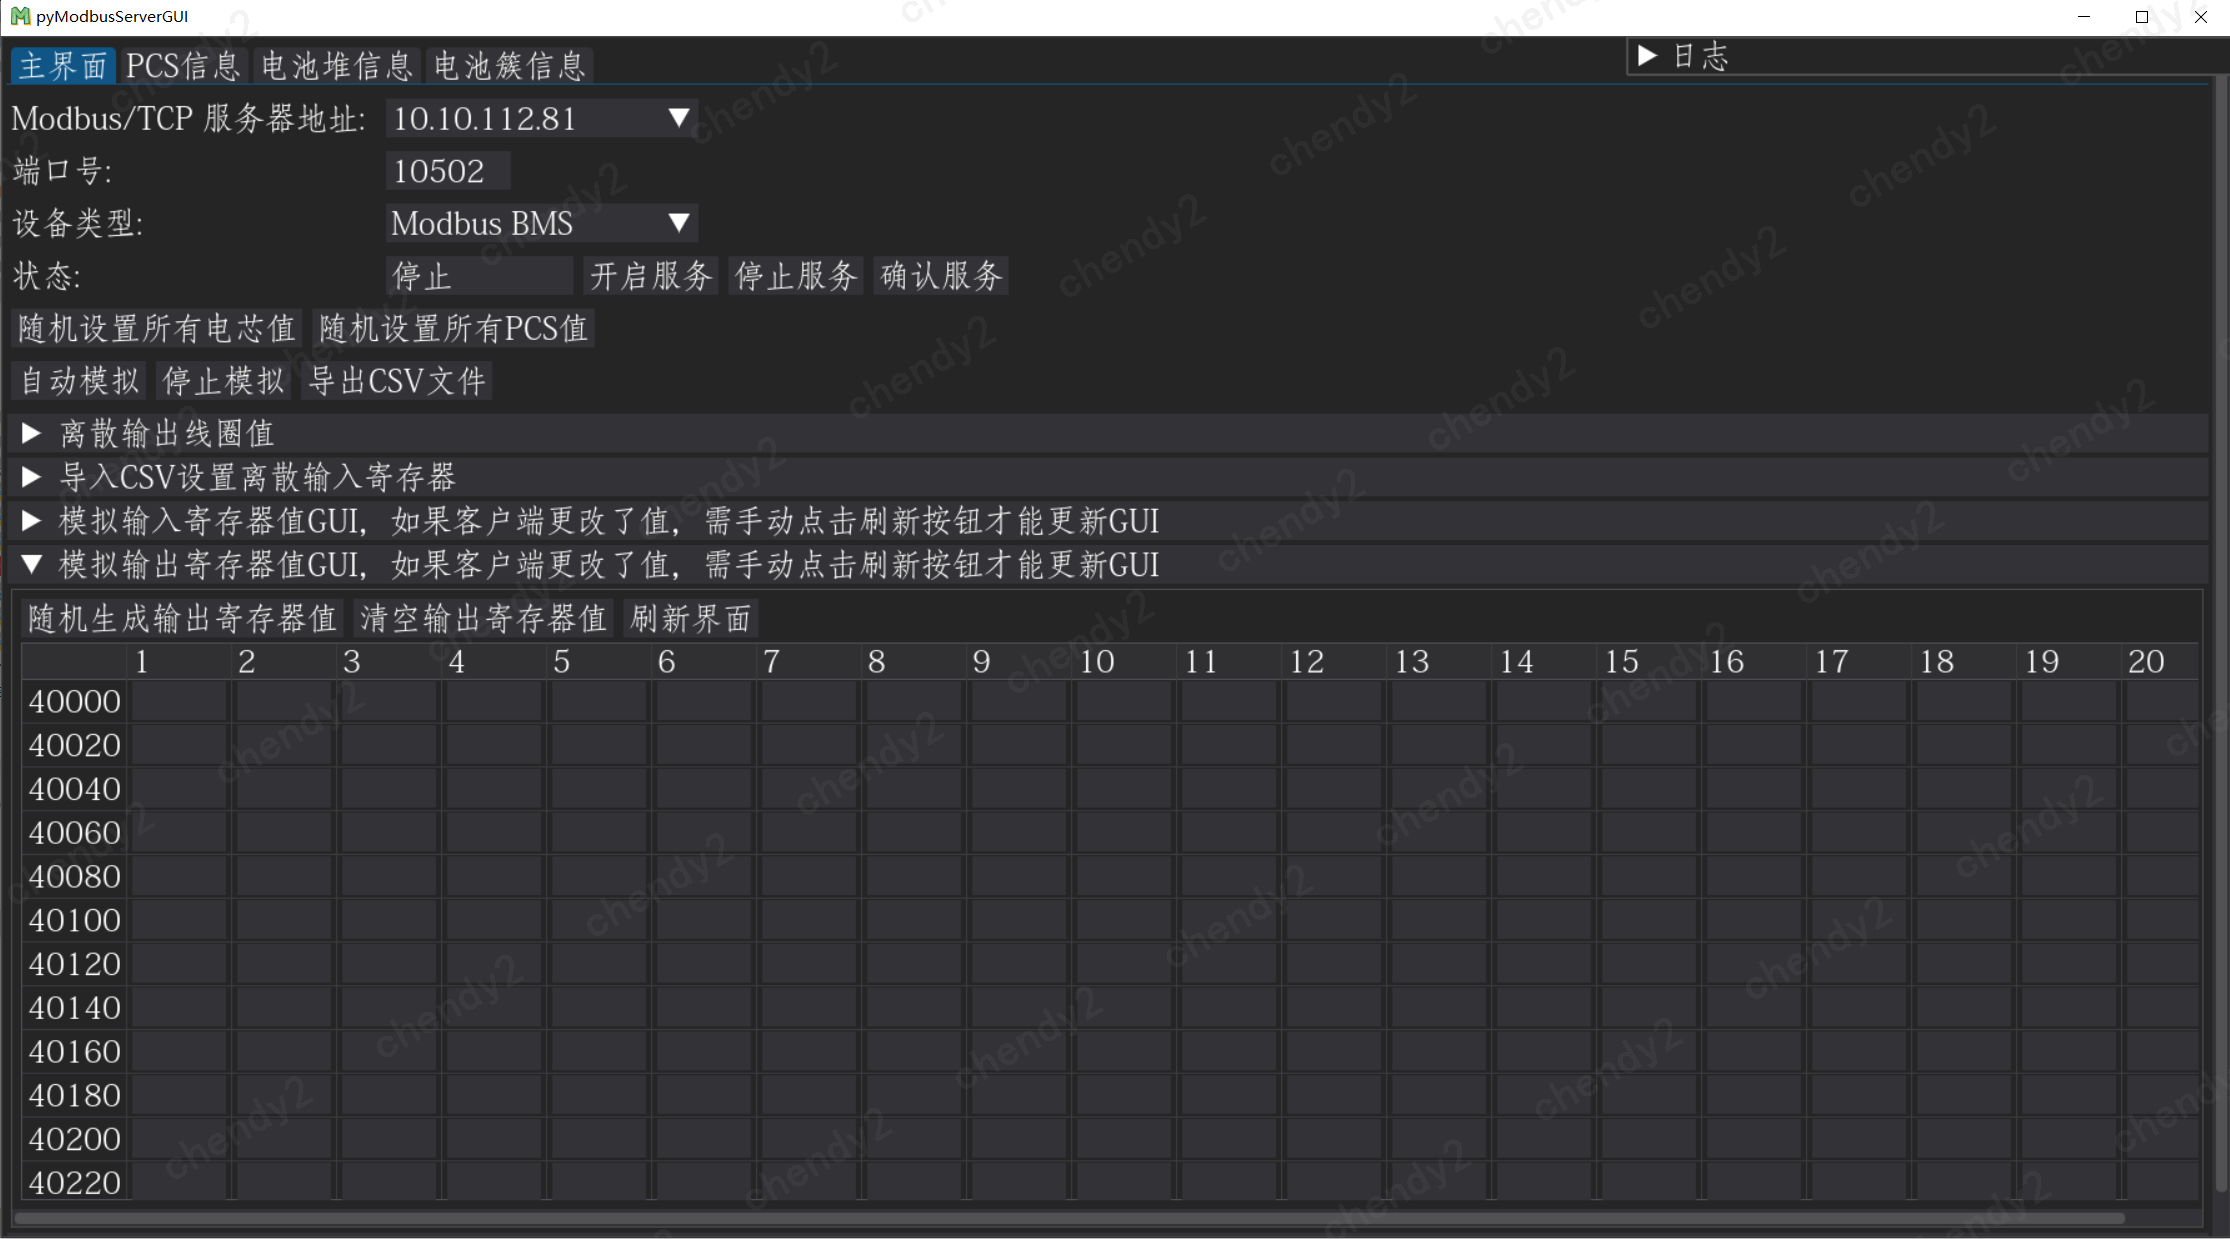 pyModbusServerGUI
主界面 PCS信息 电池堆信息 电池簇信息 日志
Modbus/TCP 服务器地址: 10.10.112.81
端口号: 10502
设备类型: Modbus BMS
状态: 停止 开启服务 停止服务 确认服务
随机设置所有电芯值 随机设置所有PCS值
自动模拟 停止模拟 导出CSV文件
离散输出线圈值
导入CSV设置离散输入寄存器
模拟输入寄存器值GUI，如果客户端更改了值，需手动点击刷新按钮才能更新GUI
模拟输出寄存器值GUI，如果客户端更改了值，需手动点击刷新按钮才能更新GUI
随机生成输出寄存器值 清空输出寄存器值 刷新界面
1 2 3 4 5 6 7 8 9 10 11 12 13 14 15 16 17 18 19 20
40000
40020
40040
40060
40080
40100
40120
40140
40160
40180
40200
40220
chendy2